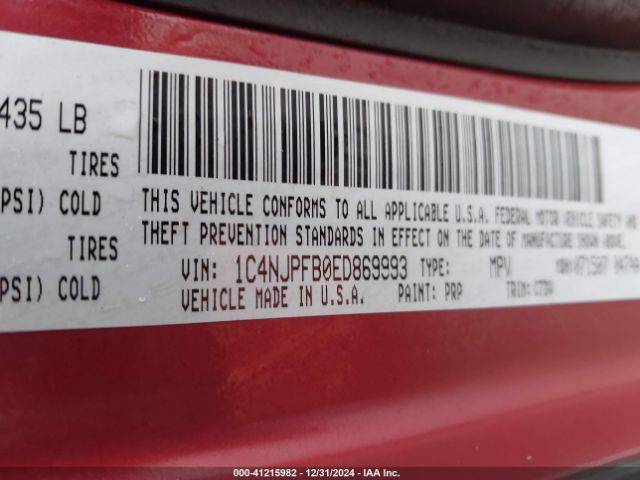 435 LB
TIRES
PSI) COLD
TIRES
PSI) COLD
THIS VEHICLE CONFORMS TO ALL APPLICABLE U.S.A. FEDERAL MOTOR VEHICLE SAFETY AND
THEFT PREVENTION STANDARDS IN EFFECT ON THE DATE OF MANUFACTURE SHOWN ABOVE.
VIN: 1C4NJPFB0ED869993 TYPE: MPV MDH:071507
VEHICLE MADE IN U.S.A. PAINT: PRP TRIM:
000-41215982 - 12/31/2024 - IAA Inc.